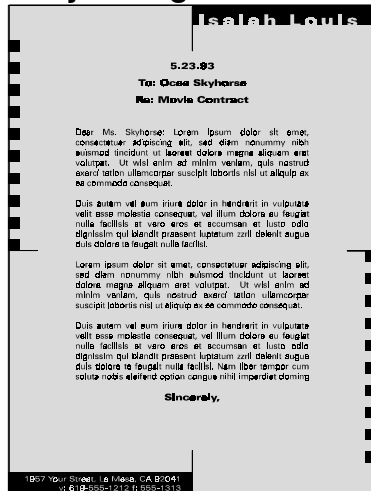 Isaiah Louis
5.23.93
To: Ocea Skyhorse
Re: Movie Contract
Dear Ms. Skyhorse: Lorem ipsum dolor sit amet,
consectetuer adipiscing elit, sed diem nonummy nibh
euismod tincidunt ut laoreet dolore magna aliquam erat
volutpat. Ut wisi enim ad minim veniam, quis nostrud
exerci tation ullamcorper suscipit lobortis nisl ut aliquip ex
ea commodo consequat.
Duis autem vel eum iriure dolor in hendrerit in vulputate
velit esse molestie consequat, vel illum dolore eu feugiat
nulla facilisis at vero eros et accumsan et iusto odio
dignissim qui blandit praesent luptatum zzril delenit augue
duis dolore te feugait nulla facilisi.
Lorem ipsum dolor sit amet, consectetuer adipiscing elit,
sed diem nonummy nibh euismod tincidunt ut laoreet
dolore magna aliquam erat volutpat. Ut wisi enim ad
minim veniam, quis nostrud exerci tation ullamcorper
suscipit lobortis nisl ut aliquip ex ea commodo consequat.
Duis autem vel eum iriure dolor in hendrerit in vulputate
velit esse molestie consequat, vel illum dolore eu feugiat
nulla facilisis at vero eros et accumsan et iusto odio
dignissim qui blandit praesent luptatum zzril delenit augue
duis dolore te feugait nulla facilisi. Nam liber tempor cum
soluta nobis eleifend option congue nihil imperdiet doming
Sincerely,
1957 Your Street, La Mesa, CA 92041
v: 619-555-1212 f: 555-1313